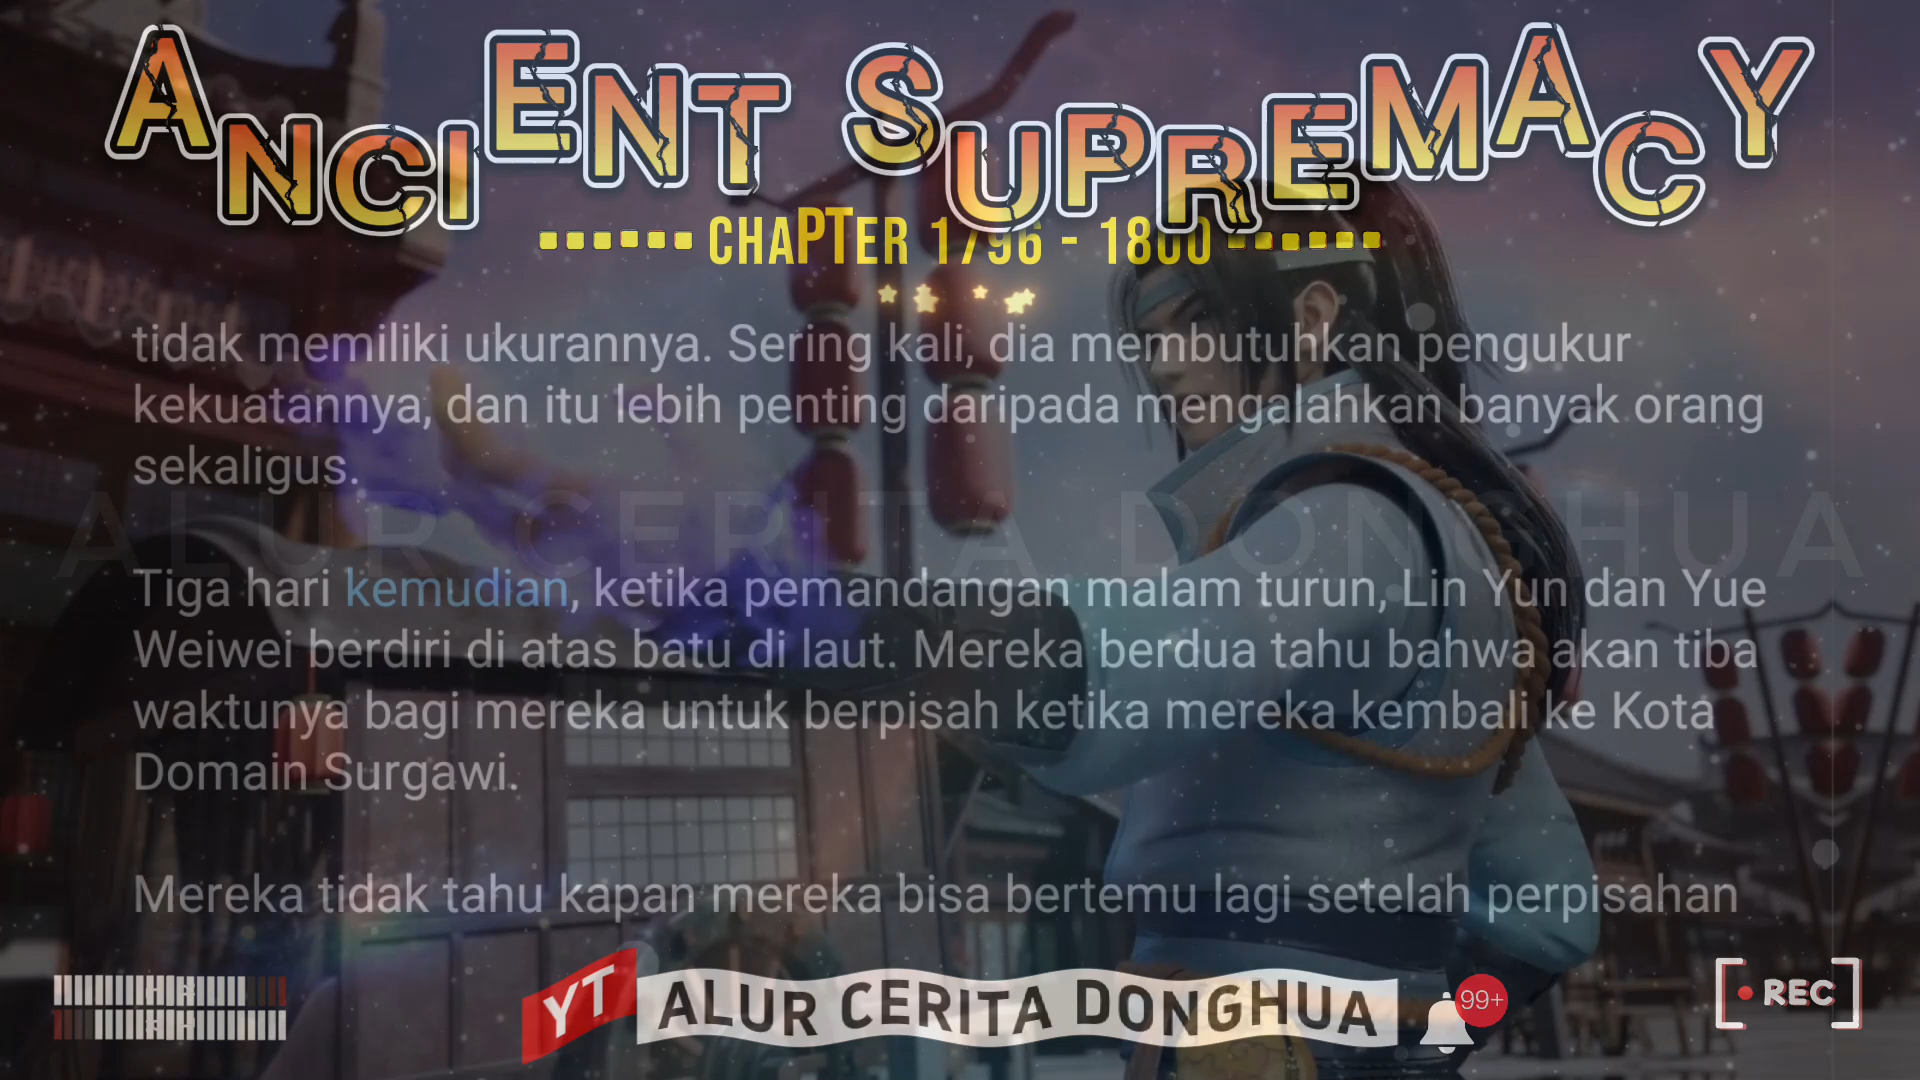 ANCIENT SUPREMACY
CHAPTER 1796 - 1800
tidak memiliki ukurannya. Sering kali, dia membutuhkan pengukur
kekuatannya, dan itu lebih penting daripada mengalahkan banyak orang
sekaligus.
ALUR CERITA DONGHUA
Tiga hari kemudian, ketika pemandangan malam turun, Lin Yun dan Yue
Weiwei berdiri di atas batu di laut. Mereka berdua tahu bahwa akan tiba
waktunya bagi mereka untuk berpisah ketika mereka kembali ke Kota
Domain Surgawi.
Mereka tidak tahu kapan mereka bisa bertemu lagi setelah perpisahan
YT ALUR CERITA DONGHUA 99+
REC